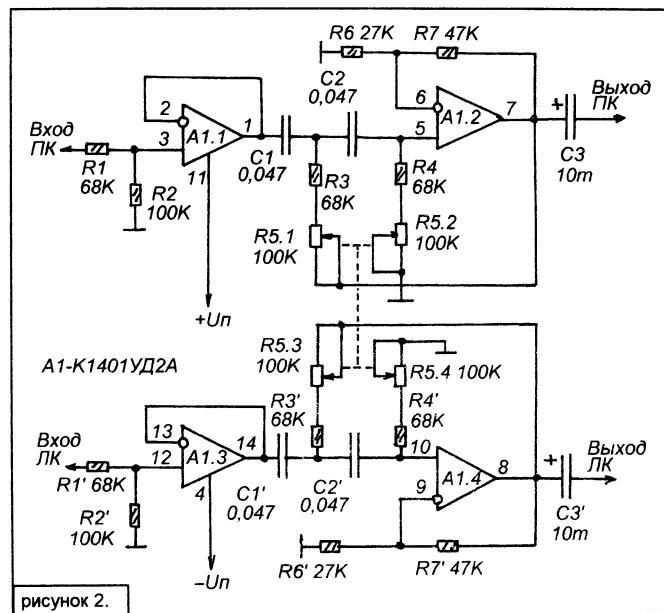 R6 27K
R7 47K
C2
0,047
2
1
6
7
Выход
ПК
Вход
ПК
3
A1.1
5
A1.2
R1
68K
R2
100K
11
C1
0,047
R3
68K
R4
68K
C3
10m
R5.1
100K
R5.2
100K
+Uп
A1-К1401УД2А
R5.3
100K
R5.4 100K
R3'
68K
R4'
68K
Вход
ЛК
13
14
12
A1.3
10
A1.4
8
9
Выход
ЛК
R1' 68K
4
C1'
0,047
C2'
0,047
R2'
100K
C3'
10m
–Uп
R6' 27K
R7' 47K
+
+
рисунок 2.